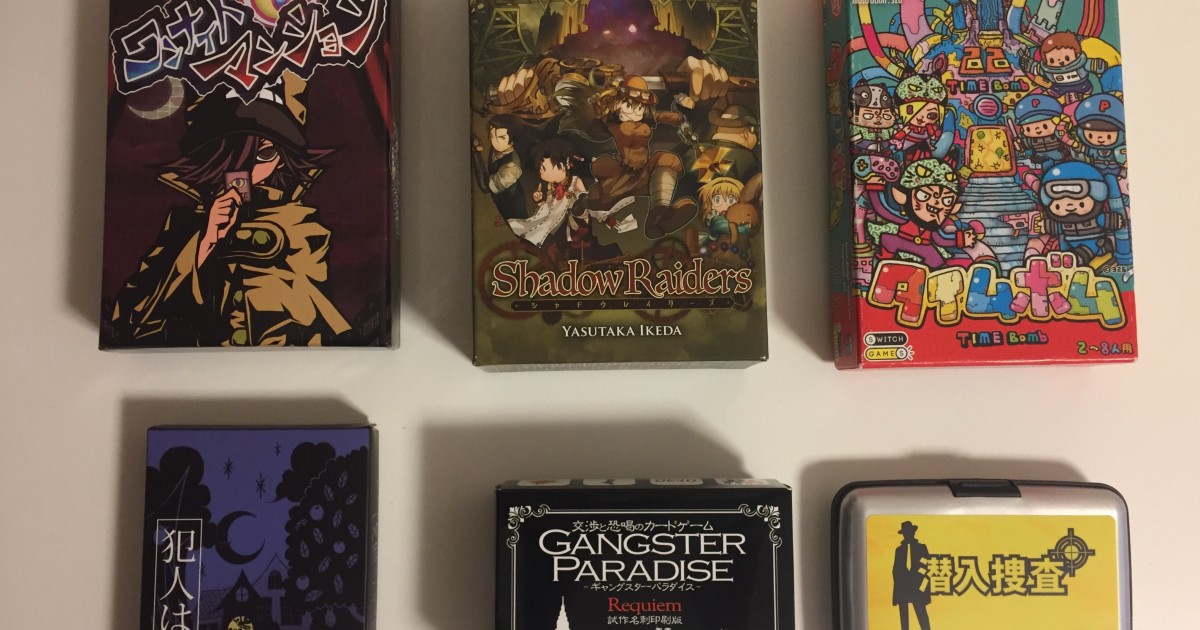 ワンナイト
マンション
Shadow Raiders
シャドウレイダーズ
YASUTAKA IKEDA
TIME BomB
P
P
タイムボム
TIME BomB
SWITCH
GAMES
2~8人用
犯人は
交渉と恐喝のカードゲーム
GANGSTER
PARADISE
-ギャングスターパラダイス-
Requiem
試作名刺印刷版
潜入捜査